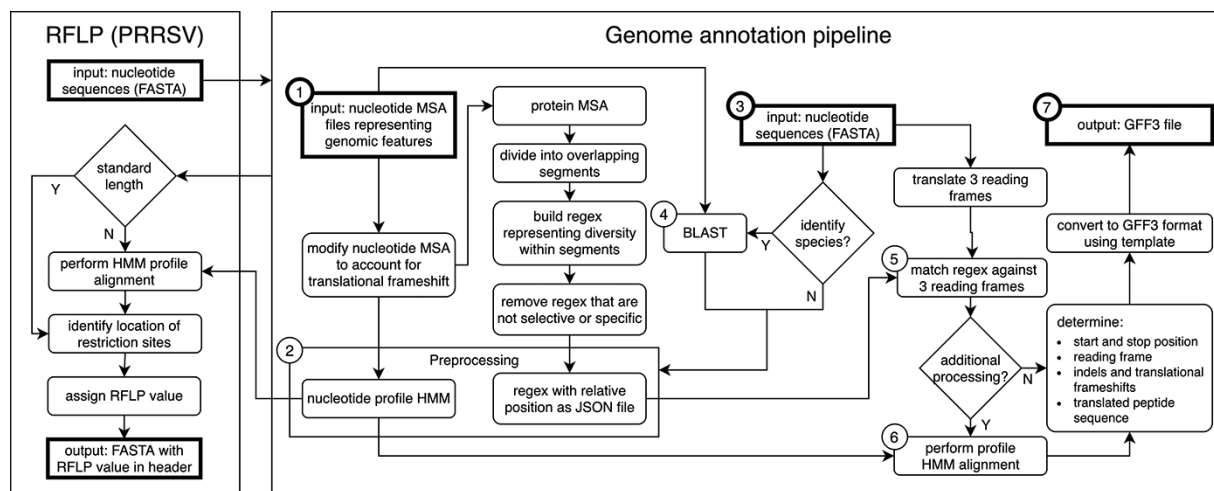 RFLP (PRRSV)
input: nucleotide
sequences (FASTA)
standard
length
Y
N
perform HMM profile
alignment
identify location of
restriction sites
assign RFLP value
output: FASTA with
RFLP value in header
Genome annotation pipeline
1
input: nucleotide MSA
files representing
genomic features
modify nucleotide MSA
to account for
translational frameshift
2
Preprocessing
nucleotide profile HMM
protein MSA
divide into overlapping
segments
build regex
representing diversity
within segments
remove regex that are
not selective or specific
regex with relative
position as JSON file
3
input: nucleotide
sequences (FASTA)
4
BLAST
identify
species?
Y
N
translate 3 reading
frames
5
match regex against
3 reading frames
additional
processing?
N
Y
6
perform profile
HMM alignment
7
output: GFF3 file
convert to GFF3 format
using template
determine:
• start and stop position
• reading frame
• indels and translational
frameshifts
• translated peptide
sequence